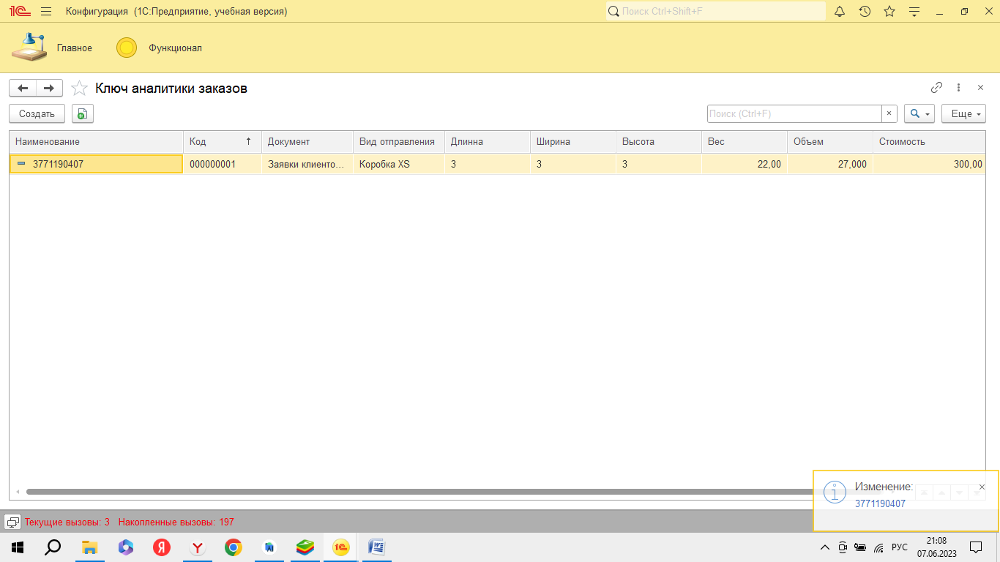 1С Конфигурация (1С:Предприятие, учебная версия) Поиск Ctrl+Shift+F
Главное Функционал
Ключ аналитики заказов
Создать Поиск (Ctrl+F) × Еще
Наименование Код ↑ Документ Вид отправления Длинна Ширина Высота Вес Объем Стоимость
3771190407 000000001 Заявки клиенто... Коробка XS 3 3 3 22,00 27,000 300,00
Изменение:
3771190407
Текущие вызовы: 3 Накопленные вызовы: 197
РУС 21:08
07.06.2023